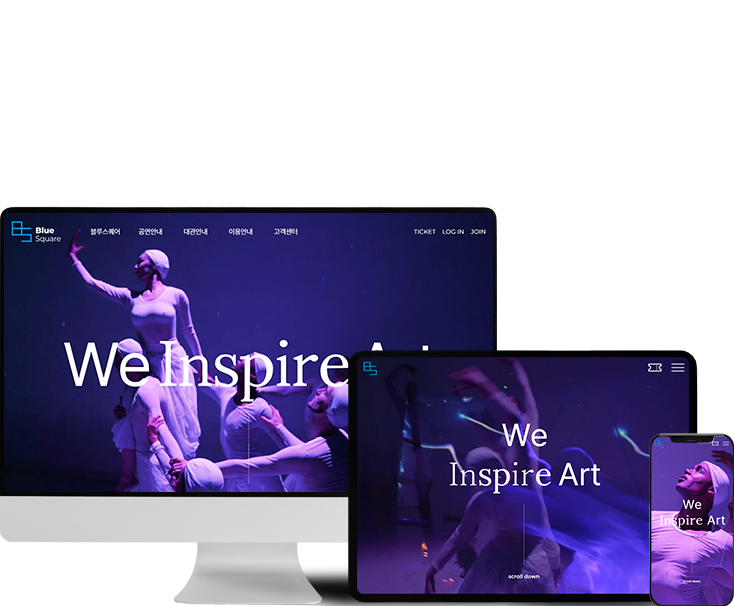 Blue
Square
블루스퀘어 공연안내 대관안내 이용안내 고객센터
TICKET LOG IN JOIN
We Inspire
We
Inspire Art
scroll down
We
Inspire Art
scroll down